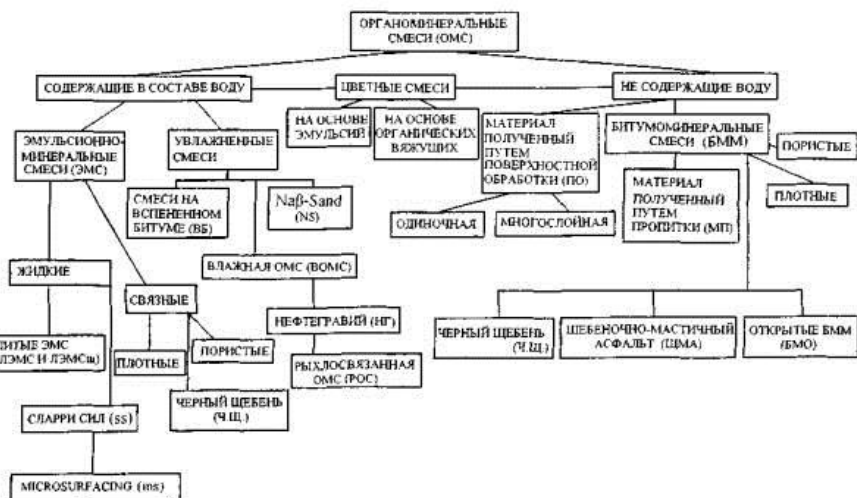 ОРГАНОМИНЕРАЛЬНЫЕ
СМЕСИ (ОМС)
СОДЕРЖАЩИЕ В СОСТАВЕ ВОДУ
ЦВЕТНЫЕ СМЕСИ
НЕ СОДЕРЖАЩИЕ ВОДУ
ЭМУЛЬСИОННО-
МИНЕРАЛЬНЫЕ
СМЕСИ (ЭМС)
УВЛАЖНЕННЫЕ
СМЕСИ
НА ОСНОВЕ
ЭМУЛЬСИЙ
НА ОСНОВЕ
ОРГАНИЧЕСКИХ
ВЯЖУЩИХ
МАТЕРИАЛ
ПОЛУЧЕННЫЙ
ПУТЕМ
ПОВЕРХНОСТНОЙ
ОБРАБОТКИ (ПО)
БИТУМОМИНЕРАЛЬНЫЕ
СМЕСИ (БММ)
ПОРИСТЫЕ
ПЛОТНЫЕ
СМЕСИ НА
ВСПЕНЕННОМ
БИТУМЕ (ВБ)
Naß-Sand
(NS)
ОДИНОЧНАЯ
МНОГОСЛОЙНАЯ
МАТЕРИАЛ
ПОЛУЧЕННЫЙ
ПУТЕМ
ПРОПИТКИ (МП)
ЖИДКИЕ
СВЯЗНЫЕ
ВЛАЖНАЯ ОМС (ВОМС)
НЕФТЕГРАВИЙ (НГ)
РЫХЛОСВЯЗАННАЯ
ОМС (РОС)
ЧЕРНЫЙ ЩЕБЕНЬ
(Ч.Щ.)
ЩЕБЕНОЧНО-МАСТИЧНЫЙ
АСФАЛЬТ (ЩМА)
ОТКРЫТЫЕ БММ
(БМО)
ИТЫЕ ЭМС
ЛЭМС И ЛЭМСщ)
ПЛОТНЫЕ
ПОРИСТЫЕ
ЧЕРНЫЙ ЩЕБЕНЬ
(Ч.Щ.)
СЛАРРИ СИЛ (SS)
MICROSURFACING (ms)